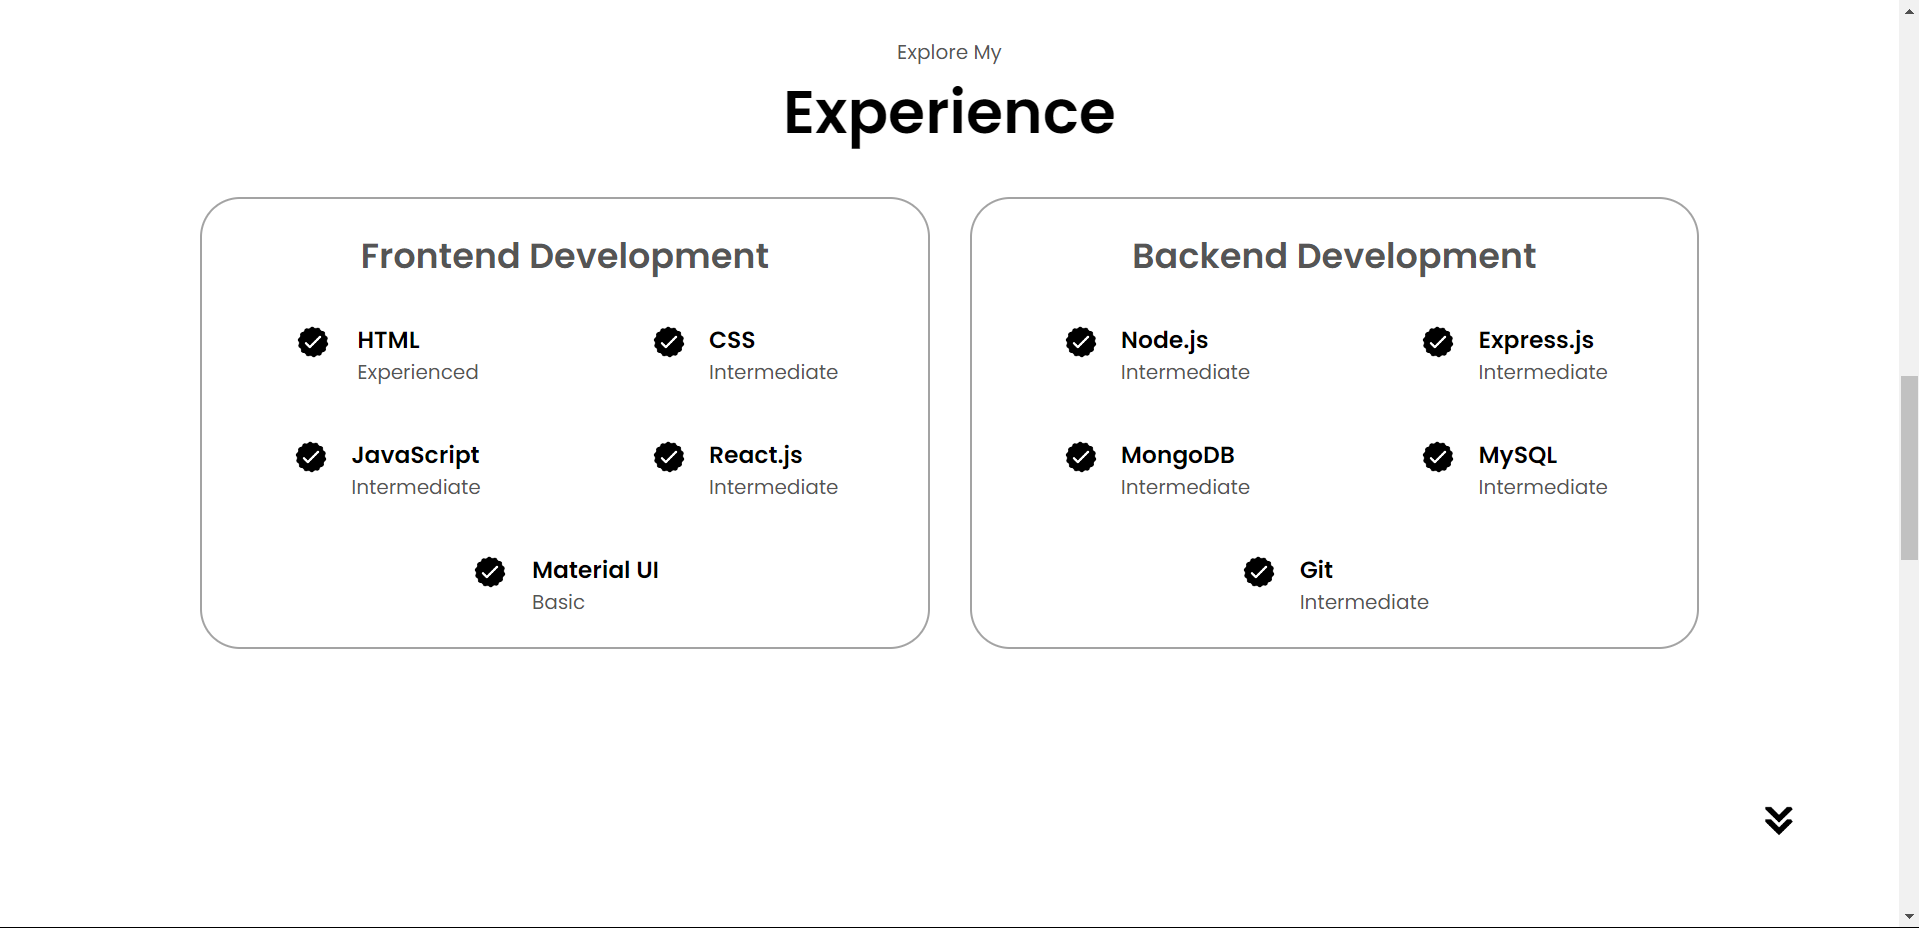 Explore My
Experience
Frontend Development
HTML
Experienced
CSS
Intermediate
JavaScript
Intermediate
React.js
Intermediate
Material UI
Basic
Backend Development
Node.js
Intermediate
Express.js
Intermediate
MongoDB
Intermediate
MySQL
Intermediate
Git
Intermediate